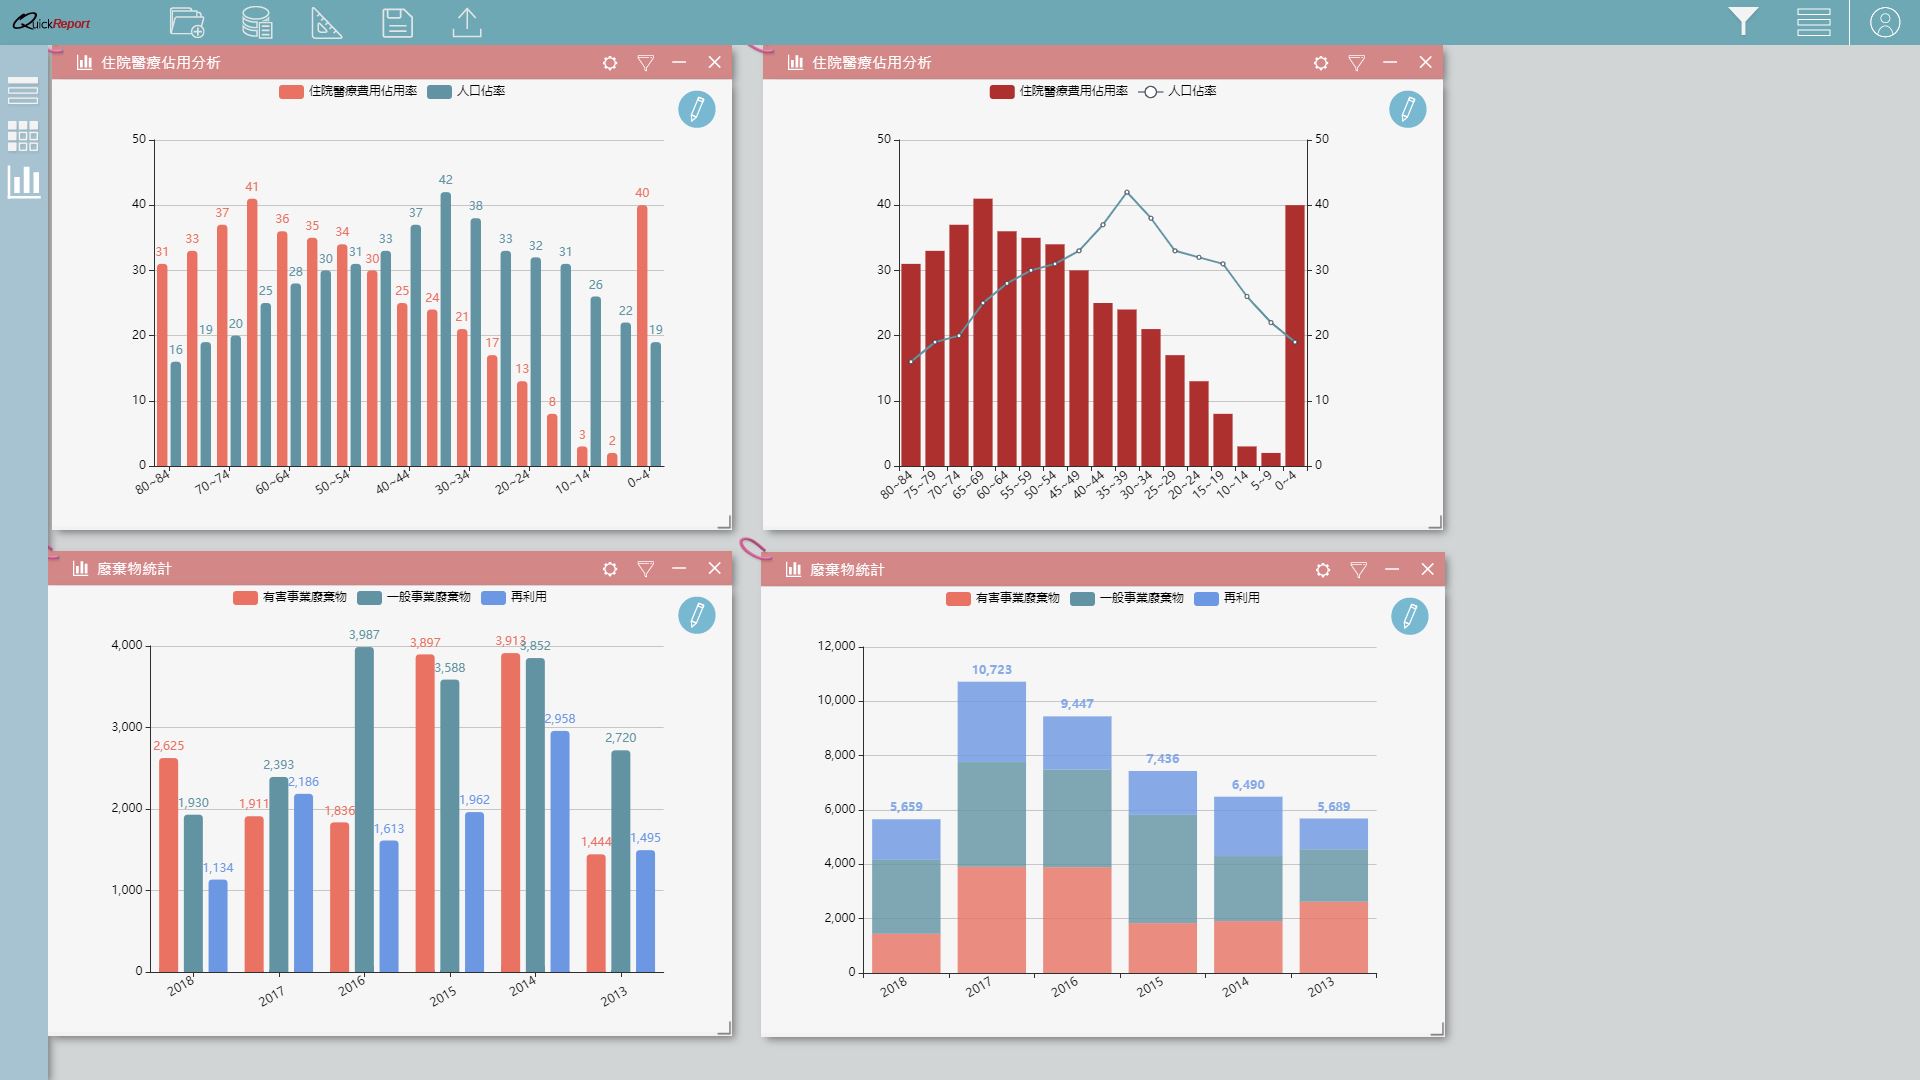 QuickReport
住院醫療佔用分析
住院醫療費用佔用率 人口佔率
50
40
30
20
10
0
31 33 37 41 36 35 34 30 25 24 21 17 13 8 3 2 40
16 19 20 25 28 30 31 33 37 42 38 33 32 31 26 22 19
80~84 70~74 60~64 50~54 40~44 30~34 20~24 10~14 0~4
住院醫療佔用分析
住院醫療費用佔用率 人口佔率
50 50
40 40
30 30
20 20
10 10
0 0
80~84 75~79 70~74 65~69 60~64 55~59 50~54 45~49 40~44 35~39 30~34 25~29 20~24 15~19 10~14 5~9 0~4
廢棄物統計
有害事業廢棄物 一般事業廢棄物 再利用
4,000
3,000
2,000
1,000
0
2,625 1,930 1,134
1,911 2,393 2,186
1,836 3,987 1,613
3,897 3,588 1,962
3,913 3,852 2,958
1,444 2,720 1,495
2018 2017 2016 2015 2014 2013
廢棄物統計
有害事業廢棄物 一般事業廢棄物 再利用
12,000
10,000
8,000
6,000
4,000
2,000
0
5,659 10,723 9,447 7,436 6,490 5,689
2018 2017 2016 2015 2014 2013